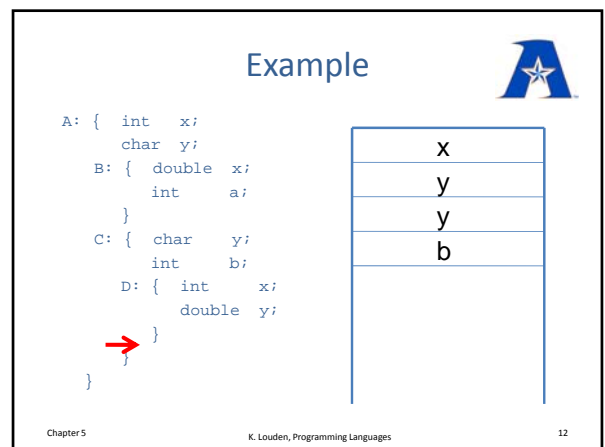 Example
A: { int x;
char y;
B: { double x;
int a;
}
C: { char y;
int b;
D: { int x;
double y;
}
}
}
x
y
y
b
Chapter 5
K. Louden, Programming Languages
12